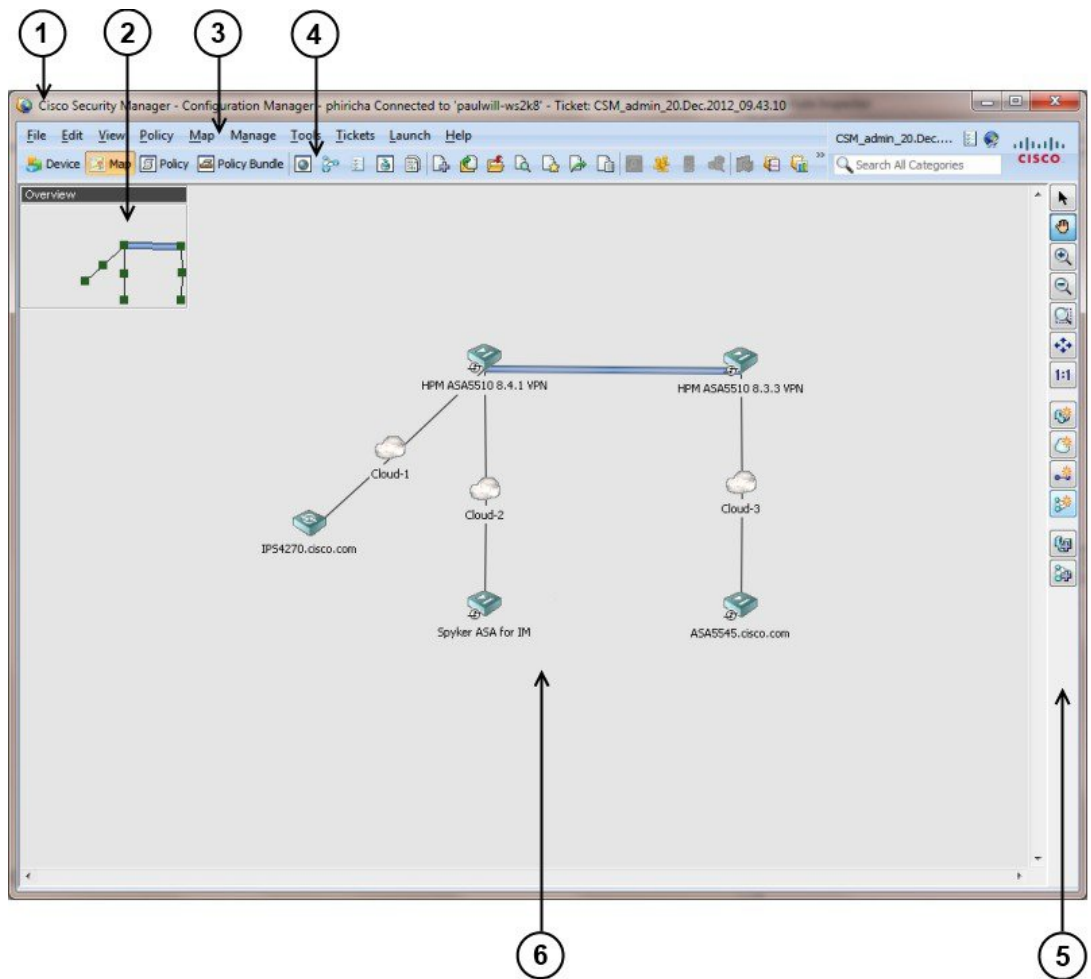 1 2 3 4
Cisco Security Manager - Configuration Manager - phiricha Connected to 'paulwill-ws2k8' - Ticket: CSM_admin_20.Dec.2012_09.43.10
File Edit View Policy Map Manage Tools Tickets Launch Help
CSM_admin_20.Dec....
Device Map Policy Policy Bundle
»
Search All Categories
CISCO
Overview
1:1
HPM ASA5510 8.4.1 VPN
HPM ASA5510 8.3.3 VPN
Cloud-1
Cloud-2
Cloud-3
IPS4270.cisco.com
Spyker ASA for IM
ASA5545.cisco.com
6 5